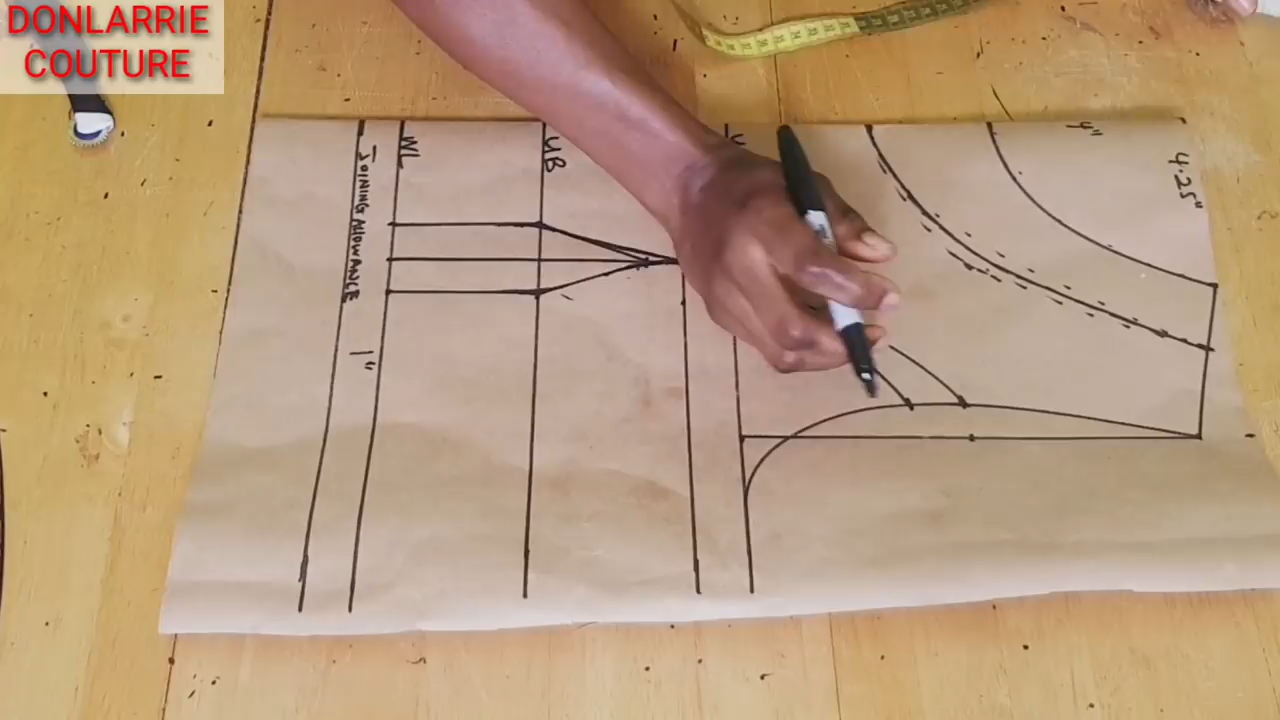 DONLARRIE
COUTURE
JOINING ALLOWANCE 1"
WL
UB
4"
4.25"